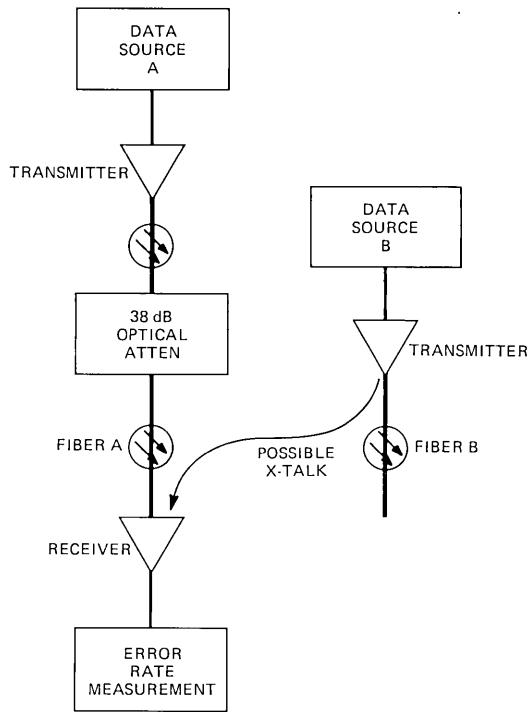 DATA
SOURCE
A
TRANSMITTER
DATA
SOURCE
B
38 dB
OPTICAL
ATTEN
TRANSMITTER
FIBER A
POSSIBLE
X-TALK
FIBER B
RECEIVER
ERROR
RATE
MEASUREMENT